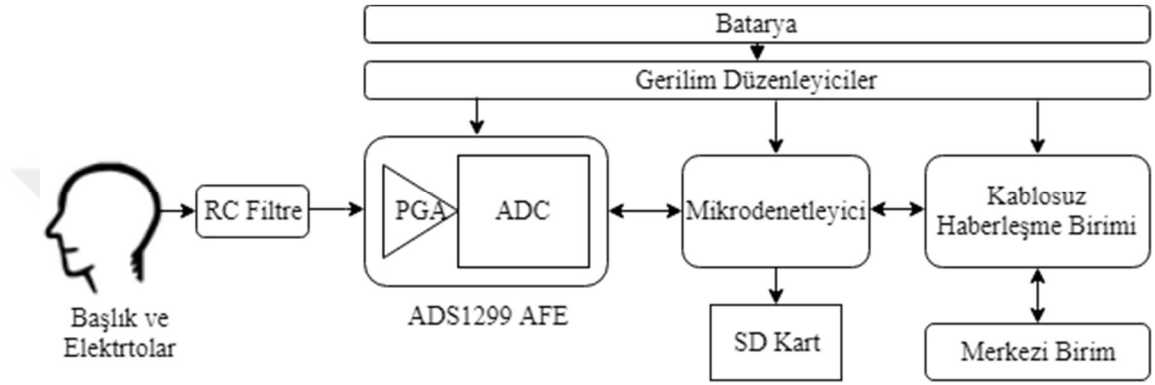 Batarya
Gerilim Düzenleyiciler
RC Filtre
PGA
ADC
Mikrodenetleyici
Kablosuz
Haberleşme Birimi
ADS1299 AFE
Başlık ve
Elektrtolar
SD Kart
Merkezi Birim